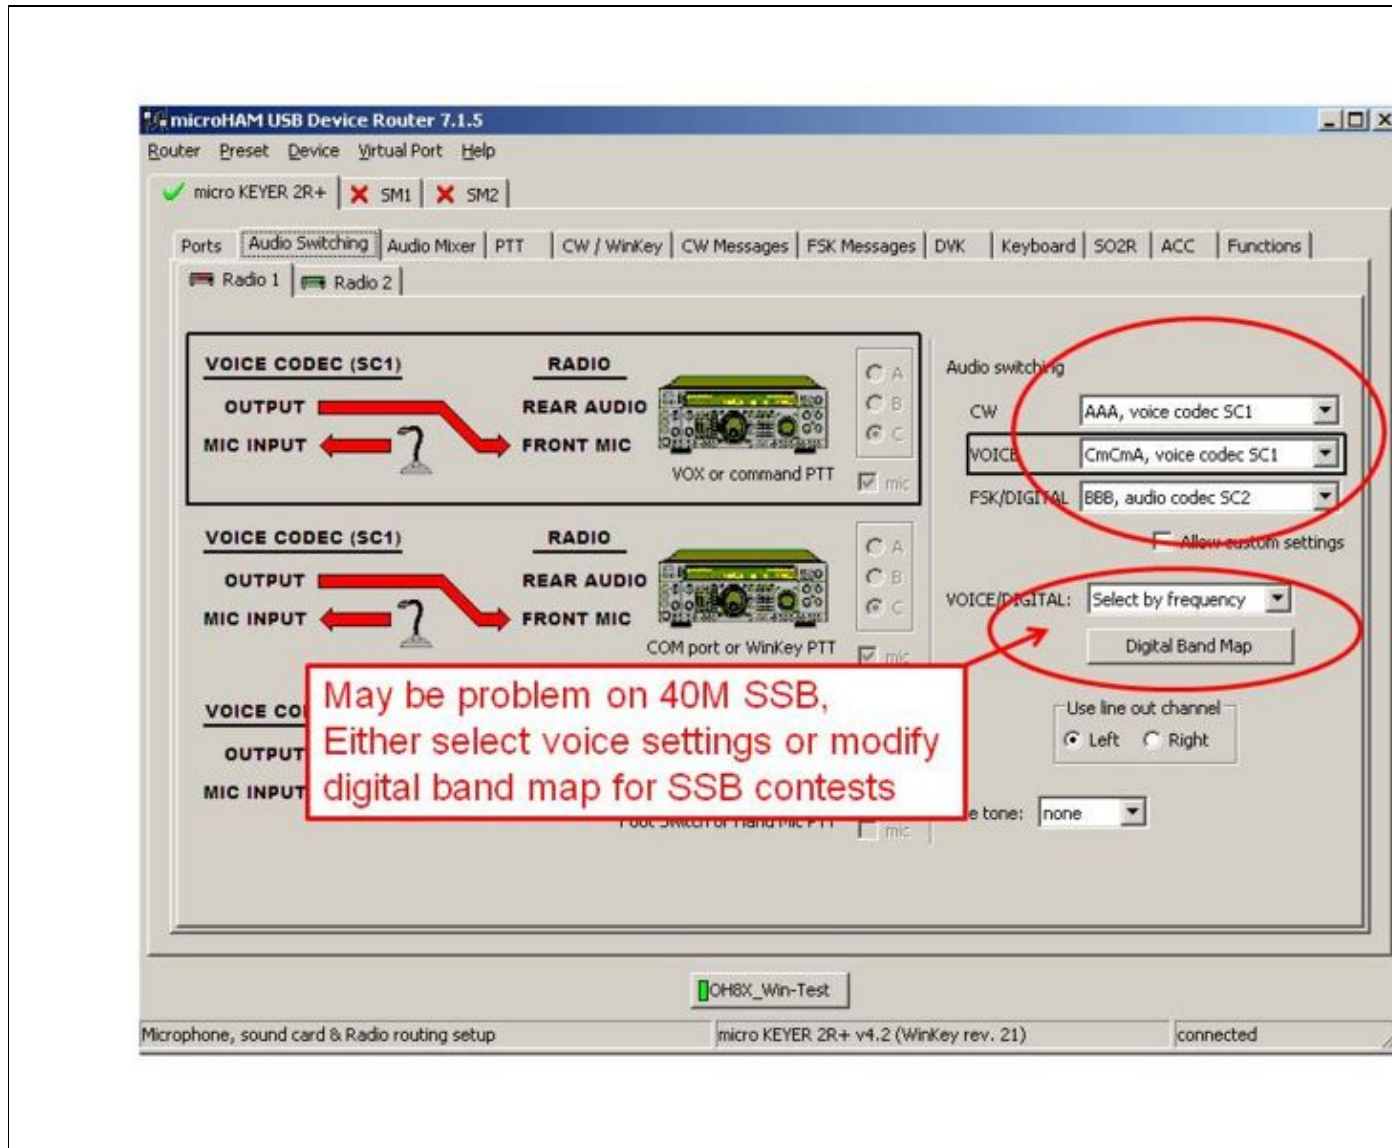 microHAM USB Device Router 7.1.5
Router Preset Device Virtual Port Help
micro KEYER 2R+ SM1 SM2
Ports Audio Switching Audio Mixer PTT CW / WinKey CW Messages FSK Messages DVK Keyboard SO2R ACC Functions
Radio 1 Radio 2
VOICE CODEC (SC1) RADIO
OUTPUT REAR AUDIO
MIC INPUT FRONT MIC
VOX or command PTT
A
B
C
mic
VOICE CODEC (SC1) RADIO
OUTPUT REAR AUDIO
MIC INPUT FRONT MIC
COM port or WinKey PTT
A
B
C
mic
VOICE
OUTPUT
MIC INPUT
Foot Switch or Hand Mic PTT
mic
May be problem on 40M SSB,
Either select voice settings or modify
digital band map for SSB contests
Audio switching
CW AAA, voice codec SC1
VOICE CmCmA, voice codec SC1
FSK/DIGITAL BBB, audio codec SC2
Allow custom settings
VOICE/DIGITAL: Select by frequency
Digital Band Map
Use line out channel
Left Right
tone: none
OH8X_Win-Test
Microphone, sound card & Radio routing setup micro KEYER 2R+ v4.2 (WinKey rev. 21) connected